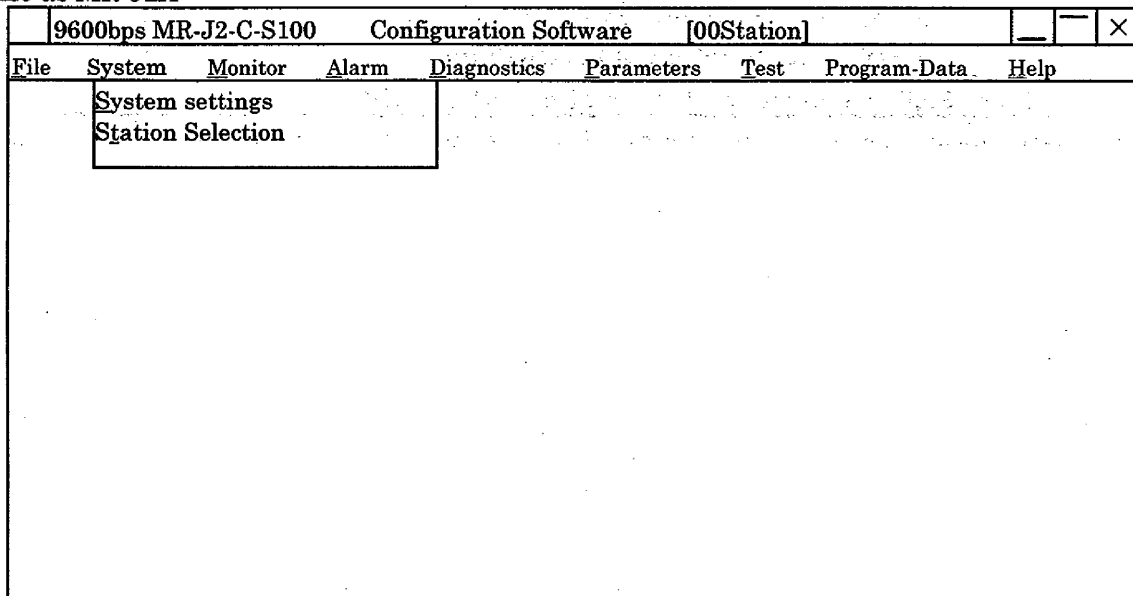 9600bps MR-J2-C-S100 Configuration Software [00Station] _ ×
File System Monitor Alarm Diagnostics Parameters Test Program-Data Help
System settings
Station Selection